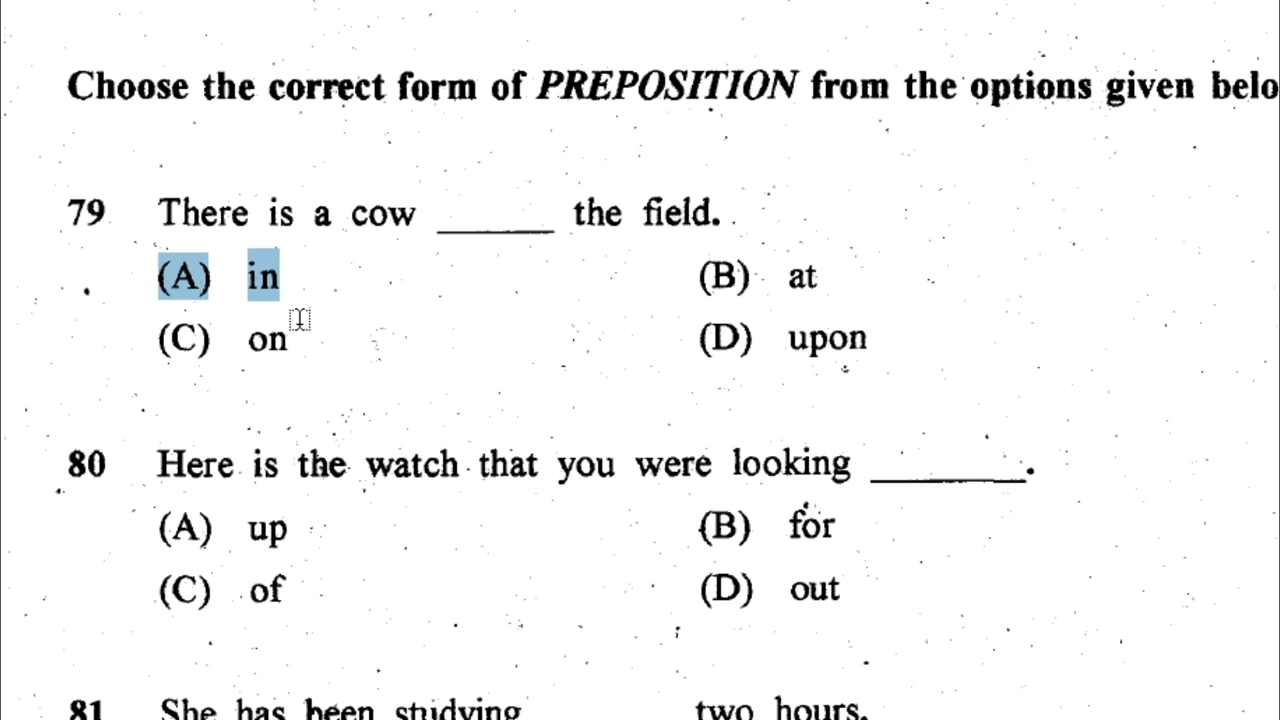 Choose the correct form of PREPOSITION from the options given belo
79 There is a cow ______ the field.
(A) in (B) at
(C) on (D) upon
80 Here is the watch that you were looking ______.
(A) up (B) for
(C) of (D) out
81 She has been studying ______ two hours.